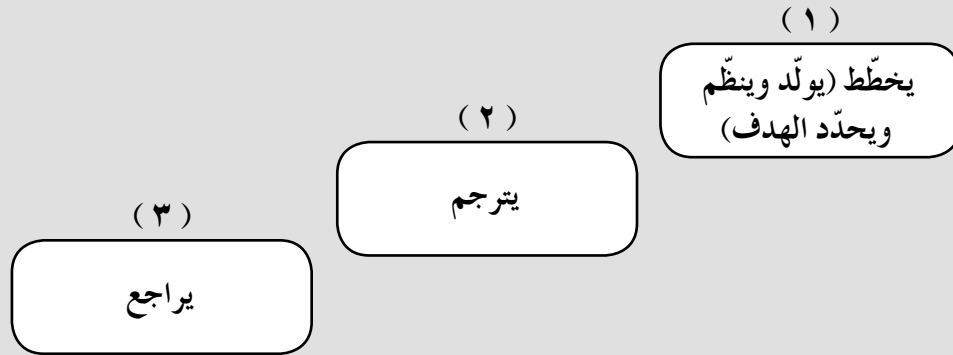 ( ١ )
يخطّط (يولّد وينظّم
ويحدّد الهدف)
( ٢ )
يترجم
( ٣ )
يراجع